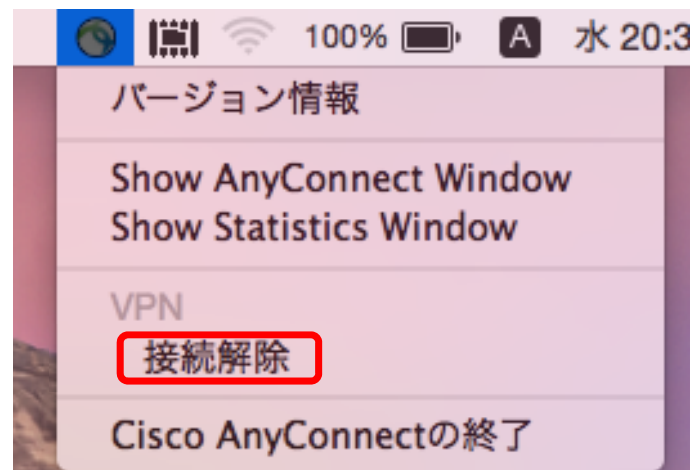 100% A 水 20:3
バージョン情報
Show AnyConnect Window
Show Statistics Window
VPN
接続解除
Cisco AnyConnectの終了